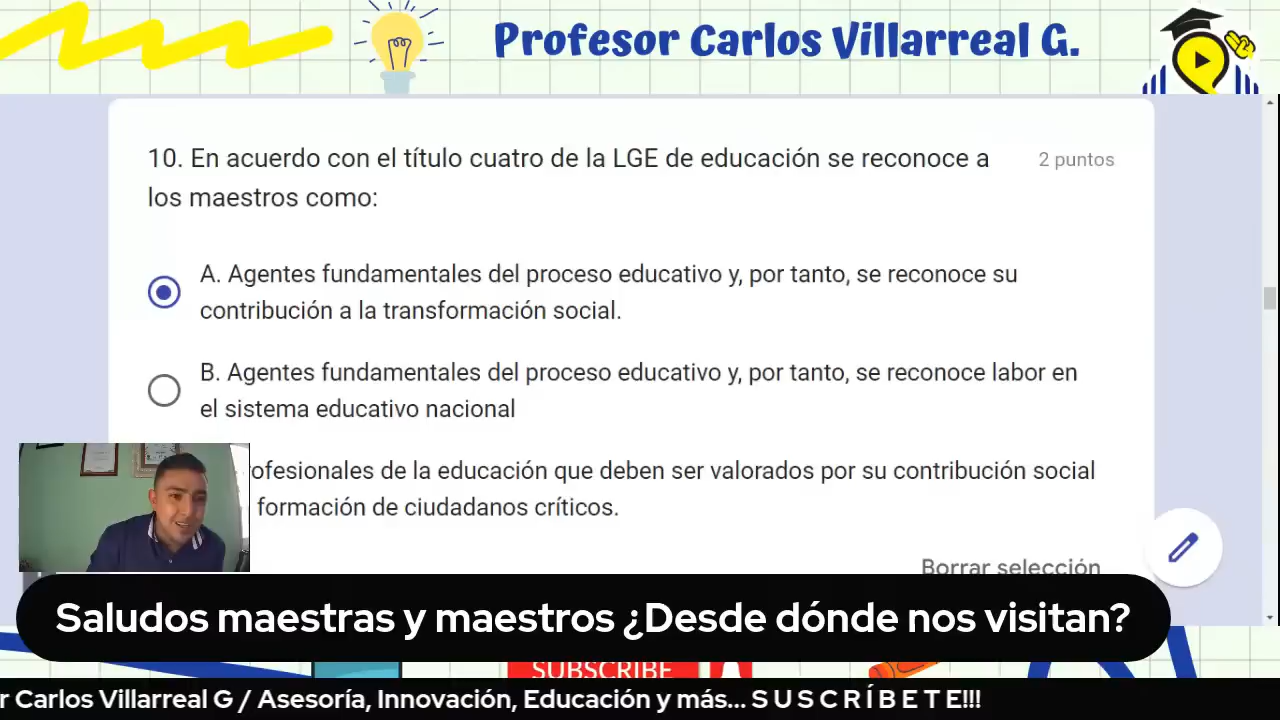 Profesor Carlos Villarreal G.
10. En acuerdo con el título cuatro de la LGE de educación se reconoce a
los maestros como:
2 puntos
A. Agentes fundamentales del proceso educativo y, por tanto, se reconoce su
contribución a la transformación social.
B. Agentes fundamentales del proceso educativo y, por tanto, se reconoce labor en
el sistema educativo nacional
ofesionales de la educación que deben ser valorados por su contribución social
formación de ciudadanos críticos.
Borrar selección
Saludos maestras y maestros ¿Desde dónde nos visitan?
SUBSCRIBE
r Carlos Villarreal G / Asesoría, Innovación, Educación y más... S U S C R Í B E T E!!!